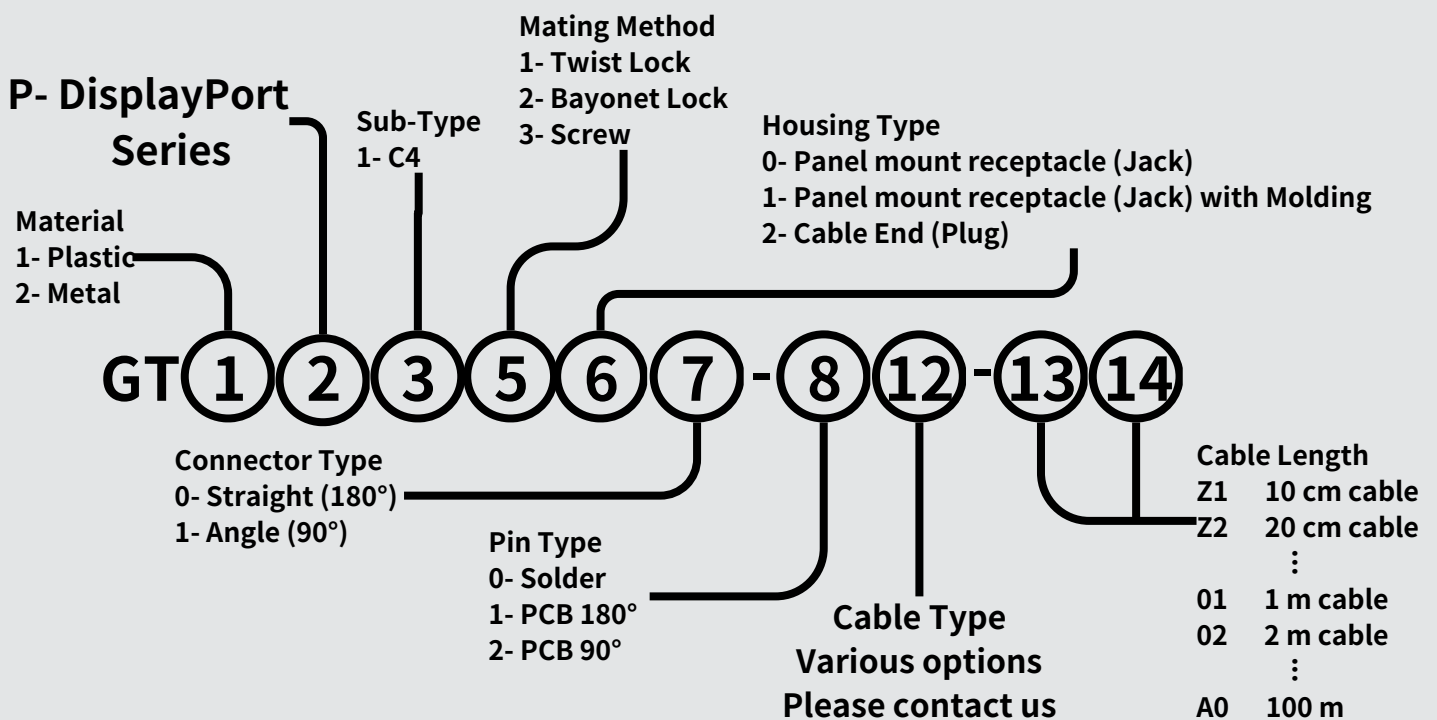 Mating Method
1- Twist Lock
2- Bayonet Lock
3- Screw
P- DisplayPort
Series
Sub-Type
1- C4
Housing Type
0- Panel mount receptacle (Jack)
1- Panel mount receptacle (Jack) with Molding
2- Cable End (Plug)
Material
1- Plastic
2- Metal
GT 1 2 3 5 6 7 - 8 12 - 13 14
Connector Type
0- Straight (180°)
1- Angle (90°)
Pin Type
0- Solder
1- PCB 180°
2- PCB 90°
Cable Type
Various options
Please contact us
Cable Length
Z1 10 cm cable
Z2 20 cm cable
⋮
01 1 m cable
02 2 m cable
⋮
A0 100 m